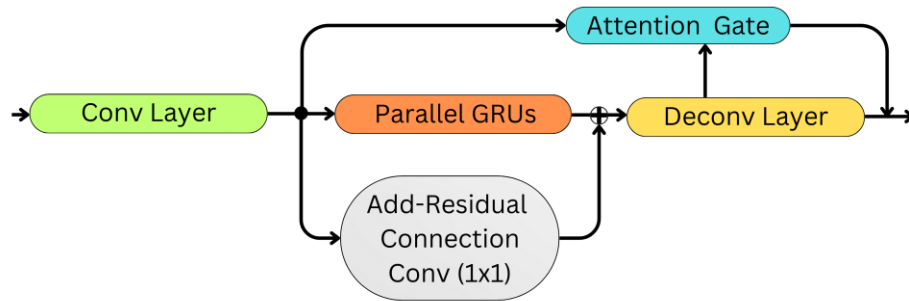 Attention Gate
Conv Layer
Parallel GRUs
Deconv Layer
Add-Residual
Connection
Conv (1x1)